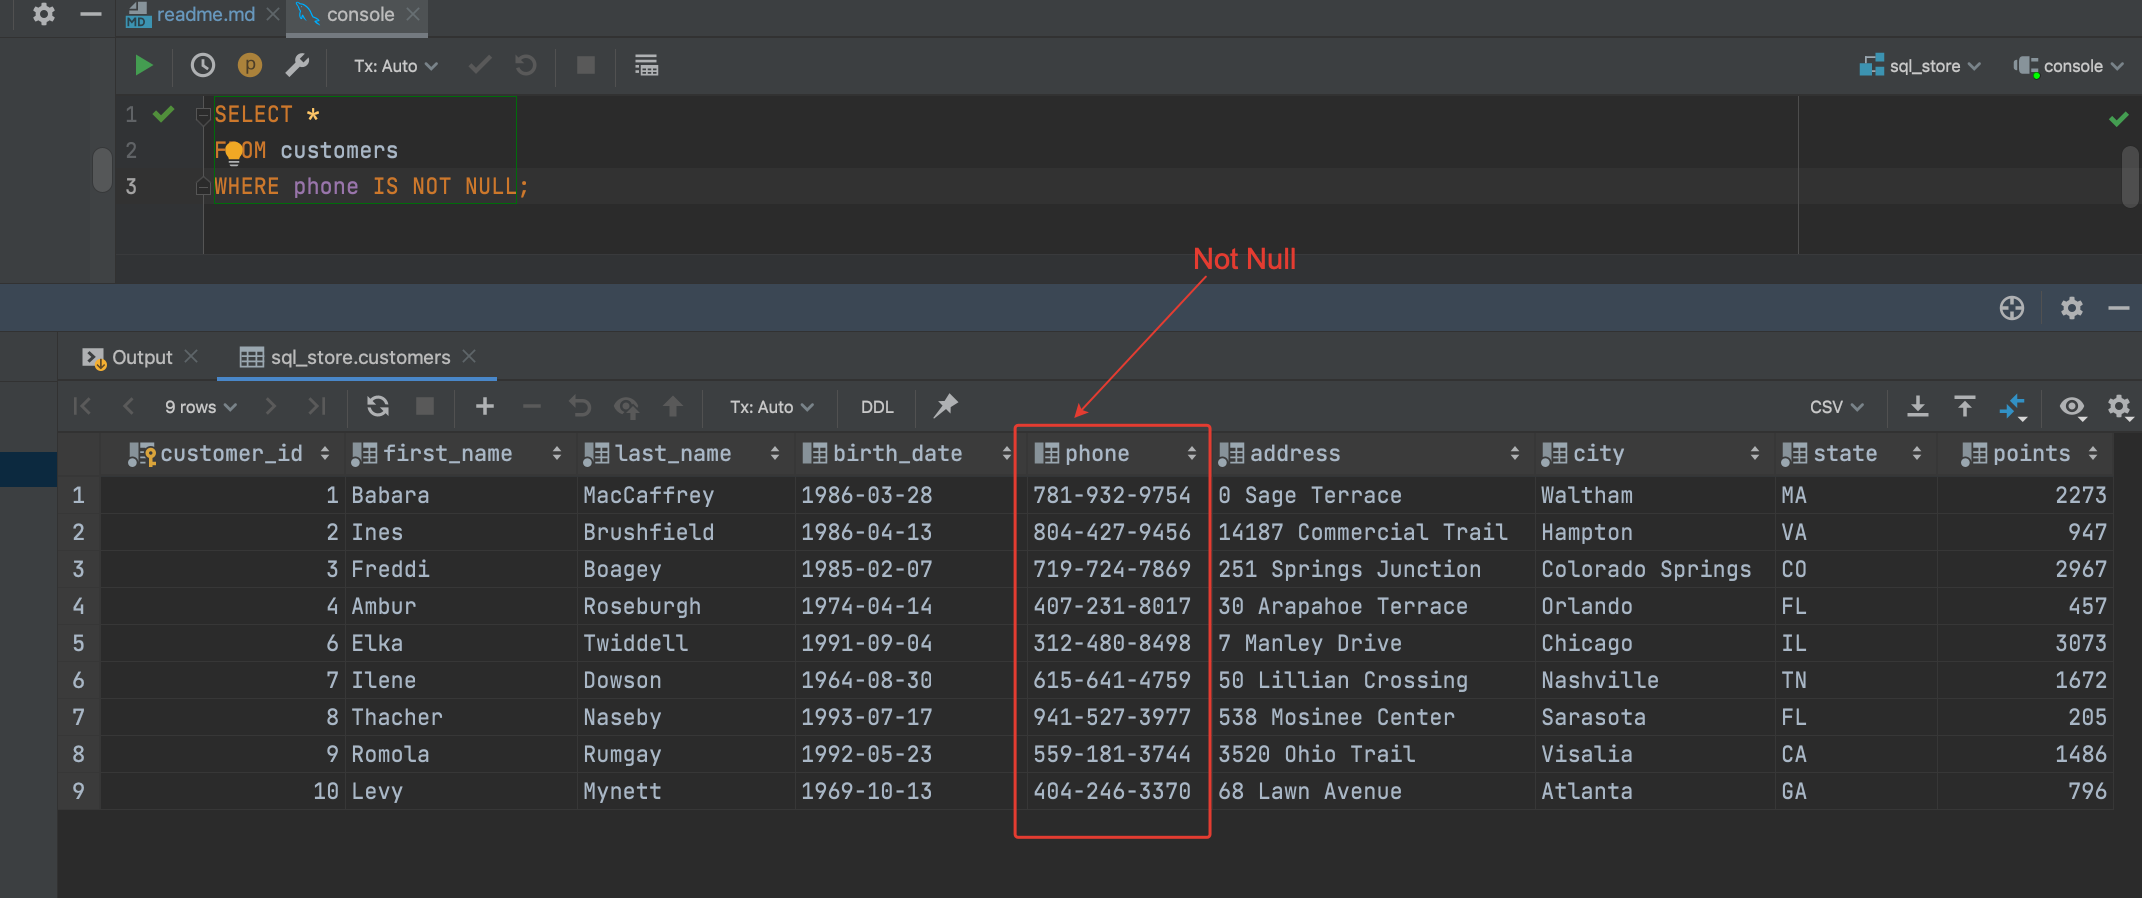 readme.md console
Tx: Auto sql_store console
1 SELECT *
2 FROM customers
3 WHERE phone IS NOT NULL;
Not Null
Output sql_store.customers
9 rows Tx: Auto DDL CSV
customer_id first_name last_name birth_date phone address city state points
1 1 Babara MacCaffrey 1986-03-28 781-932-9754 0 Sage Terrace Waltham MA 2273
2 2 Ines Brushfield 1986-04-13 804-427-9456 14187 Commercial Trail Hampton VA 947
3 3 Freddi Boagey 1985-02-07 719-724-7869 251 Springs Junction Colorado Springs CO 2967
4 4 Ambur Roseburgh 1974-04-14 407-231-8017 30 Arapahoe Terrace Orlando FL 457
5 6 Elka Twiddell 1991-09-04 312-480-8498 7 Manley Drive Chicago IL 3073
6 7 Ilene Dowson 1964-08-30 615-641-4759 50 Lillian Crossing Nashville TN 1672
7 8 Thacher Naseby 1993-07-17 941-527-3977 538 Mosinee Center Sarasota FL 205
8 9 Romola Rumgay 1992-05-23 559-181-3744 3520 Ohio Trail Visalia CA 1486
9 10 Levy Mynett 1969-10-13 404-246-3370 68 Lawn Avenue Atlanta GA 796